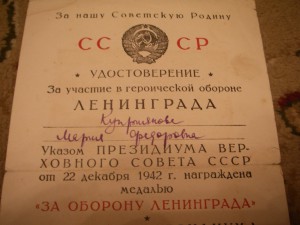 За нашу Советскую Родину
СС СР
УДОСТОВЕРЕНИЕ
За участие в героической обороне
ЛЕНИНГРАДА
Куприянова
Мария Федоровна
Указом ПРЕЗИДИУМА ВЕР-
ХОВНОГО СОВЕТА СССР
от 22 декабря 1942 г. награждена
медалью
«ЗА ОБОРОНУ ЛЕНИНГРАДА»